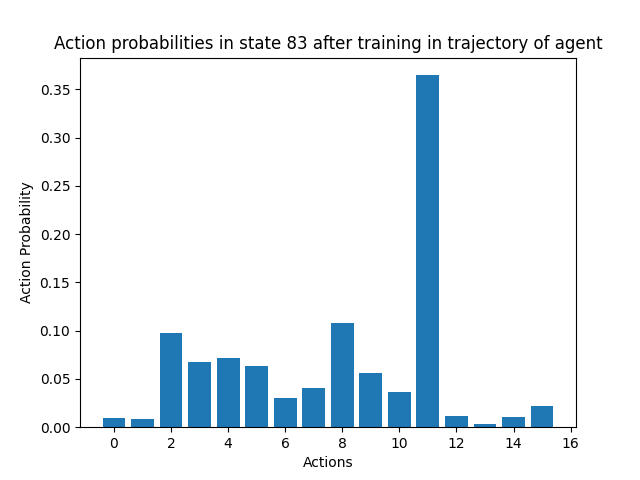 Action probabilities in state 83 after training in trajectory of agent
0.35
0.30
0.25
0.20
0.15
0.10
0.05
0.00
Action Probability
0 2 4 6 8 10 12 14 16
Actions